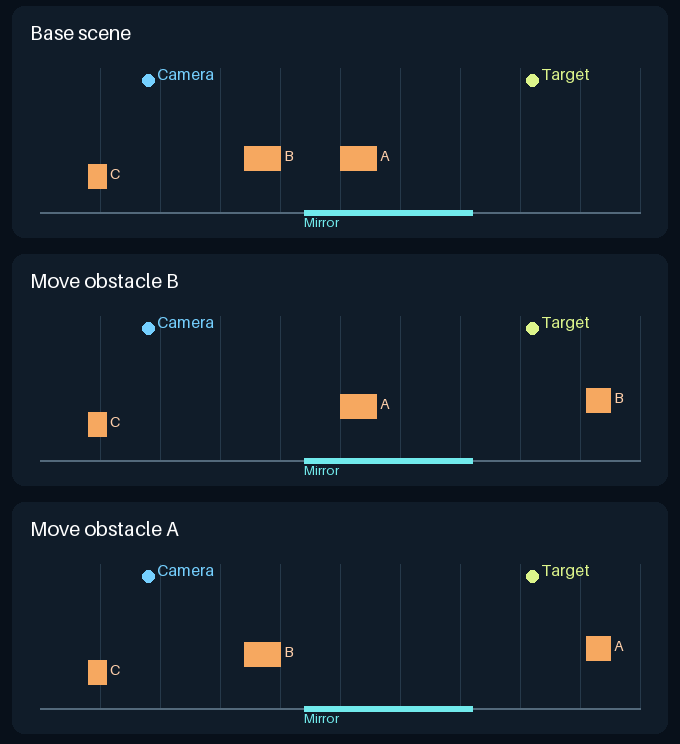 Base scene
Camera
Target
B
A
C
Mirror
Move obstacle B
Camera
Target
B
A
C
Mirror
Move obstacle A
Camera
Target
A
B
C
Mirror